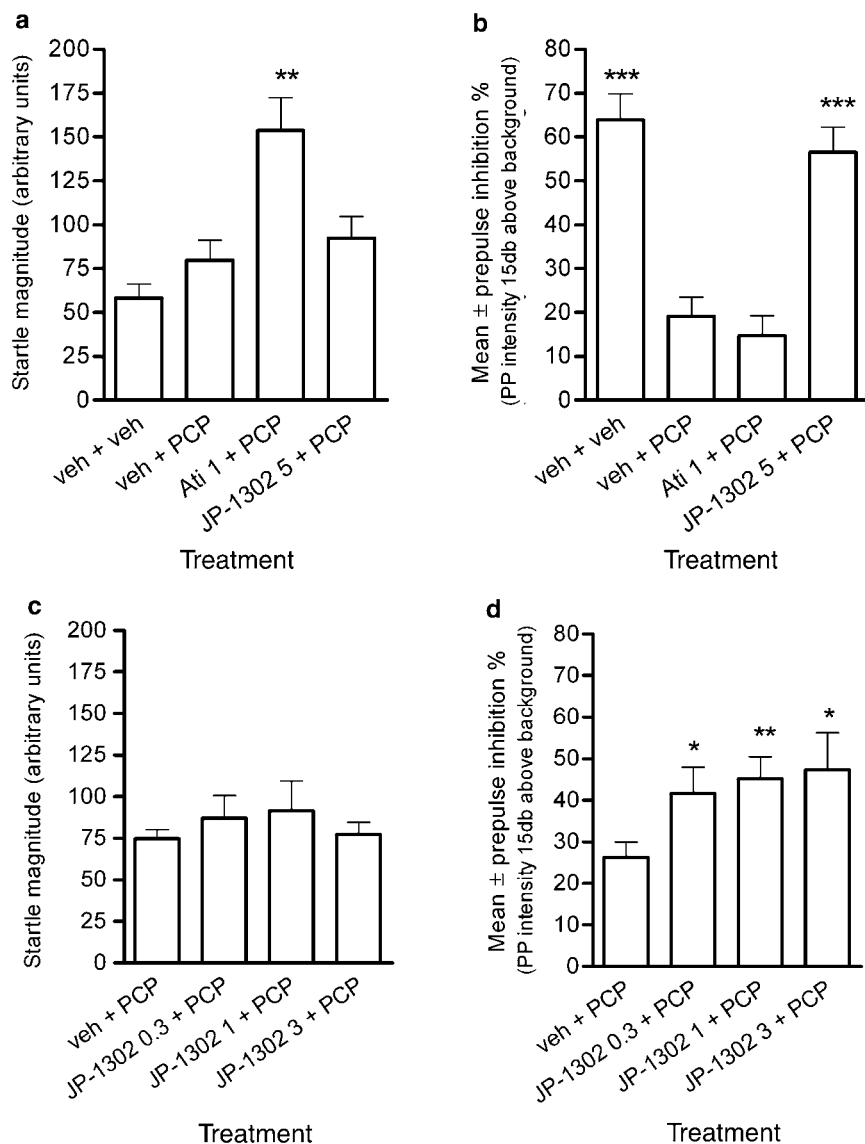 a
Startle magnitude (arbitrary units)
200
175
150
125
100
75
50
25
0
**
veh + veh
veh + PCP
Ati 1 + PCP
JP-1302 5 + PCP
Treatment
b
Mean ± prepulse inhibition %
(PP intensity 15db above background)
80
70
60
50
40
30
20
10
0
***
***
veh + veh
veh + PCP
Ati 1 + PCP
JP-1302 5 + PCP
Treatment
c
Startle magnitude (arbitrary units)
200
175
150
125
100
75
50
25
0
veh + PCP
JP-1302 0.3 + PCP
JP-1302 1 + PCP
JP-1302 3 + PCP
Treatment
d
Mean ± prepulse inhibition %
(PP intensity 15db above background)
80
70
60
50
40
30
20
10
0
*
**
*
veh + PCP
JP-1302 0.3 + PCP
JP-1302 1 + PCP
JP-1302 3 + PCP
Treatment